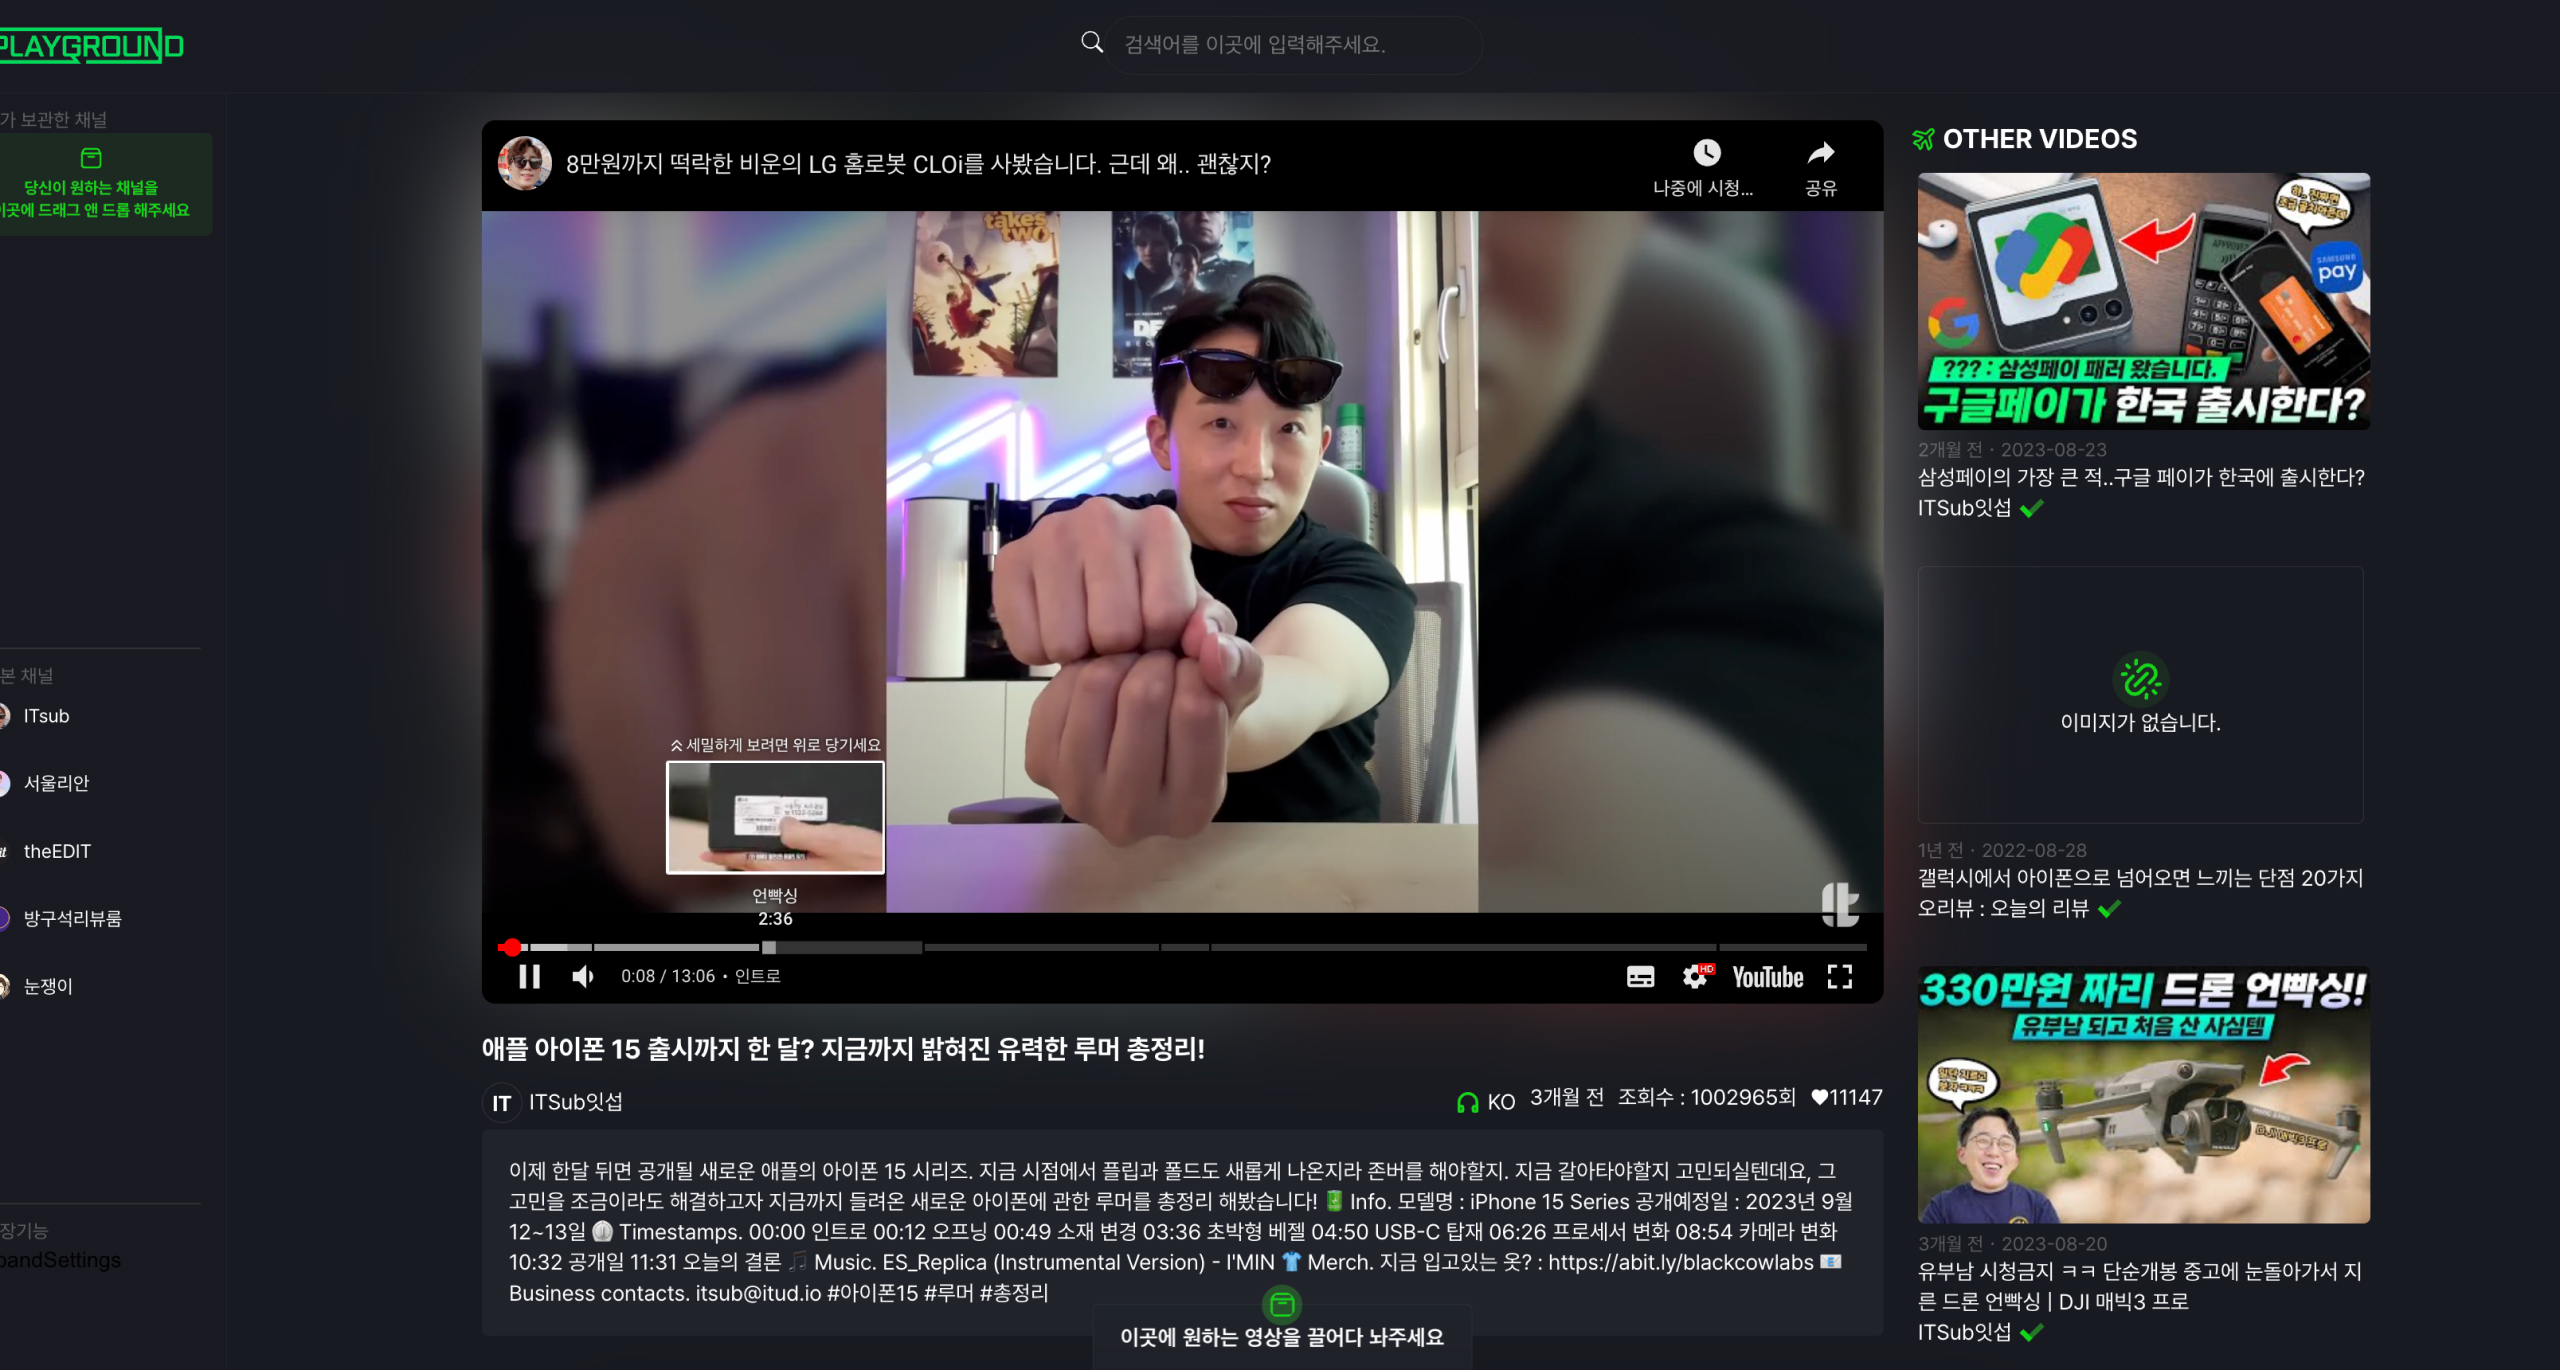 PLAYGROUND
검색어를 이곳에 입력해주세요.
가 보관한 채널
당신이 원하는 채널을
이곳에 드래그 앤 드롭 해주세요
본 채널
ITsub
서울리안
theEDIT
방구석리뷰룸
눈쟁이
장기능
pandSettings
8만원까지 떡락한 비운의 LG 홈로봇 CLOi를 사봤습니다. 근데 왜.. 괜찮지?
나중에 시청...
공유
takes
TWO
세밀하게 보려면 위로 당기세요
언빡싱
2:36
0:08 / 13:06 • 인트로
HD
YouTube
애플 아이폰 15 출시까지 한 달? 지금까지 밝혀진 유력한 루머 총정리!
IT ITSub잇섭
KO 3개월 전 조회수 : 1002965회 ♥11147
이제 한달 뒤면 공개될 새로운 애플의 아이폰 15 시리즈. 지금 시점에서 플립과 폴드도 새롭게 나온지라 존버를 해야할지. 지금 갈아타야할지 고민되실텐데요, 그
고민을 조금이라도 해결하고자 지금까지 들려온 새로운 아이폰에 관한 루머를 총정리 해봤습니다! 🔋 Info. 모델명 : iPhone 15 Series 공개예정일 : 2023년 9월
12~13일 ⏱ Timestamps. 00:00 인트로 00:12 오프닝 00:49 소재 변경 03:36 초박형 베젤 04:50 USB-C 탑재 06:26 프로세서 변화 08:54 카메라 변화
10:32 공개일 11:31 오늘의 결론 🎵 Music. ES_Replica (Instrumental Version) - I'MIN 👕 Merch. 지금 입고있는 옷? : https://abit.ly/blackcowlabs 📧
Business contacts. itsub@itud.io #아이폰15 #루머 #총정리
이곳에 원하는 영상을 끌어다 놔주세요
OTHER VIDEOS
APPROVED
SAMSUNG
pay
??? : 삼성페이 패러 왔습니다.
구글페이가 한국 출시한다?
2개월 전 · 2023-08-23
삼성페이의 가장 큰 적..구글 페이가 한국에 출시한다?
ITSub잇섭
이미지가 없습니다.
1년 전 · 2022-08-28
갤럭시에서 아이폰으로 넘어오면 느끼는 단점 20가지
오리뷰 : 오늘의 리뷰
330만원 짜리 드론 언빡싱!
유부남 되고 처음 산 사심템
일단 지르고
보자ㅋㅋㅋ
DJI 매빅3프로
3개월 전 · 2023-08-20
유부남 시청금지 ㅋㅋ 단순개봉 중고에 눈돌아가서 지
른 드론 언빡싱 | DJI 매빅3 프로
ITSub잇섭